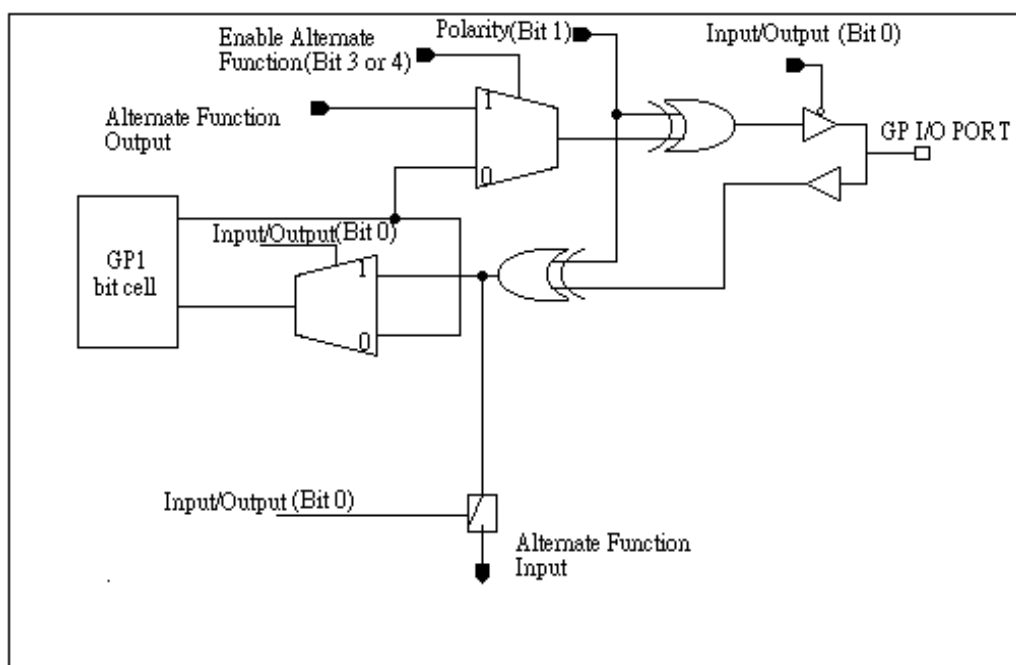 Enable Alternate
Function(Bit 3 or 4)
Polarity(Bit 1)
Input/Output (Bit 0)
Alternate Function
Output
1
0
GP I/O PORT
Input/Output(Bit 0)
GP1
bit cell
1
0
Input/Output (Bit 0)
Alternate Function
Input